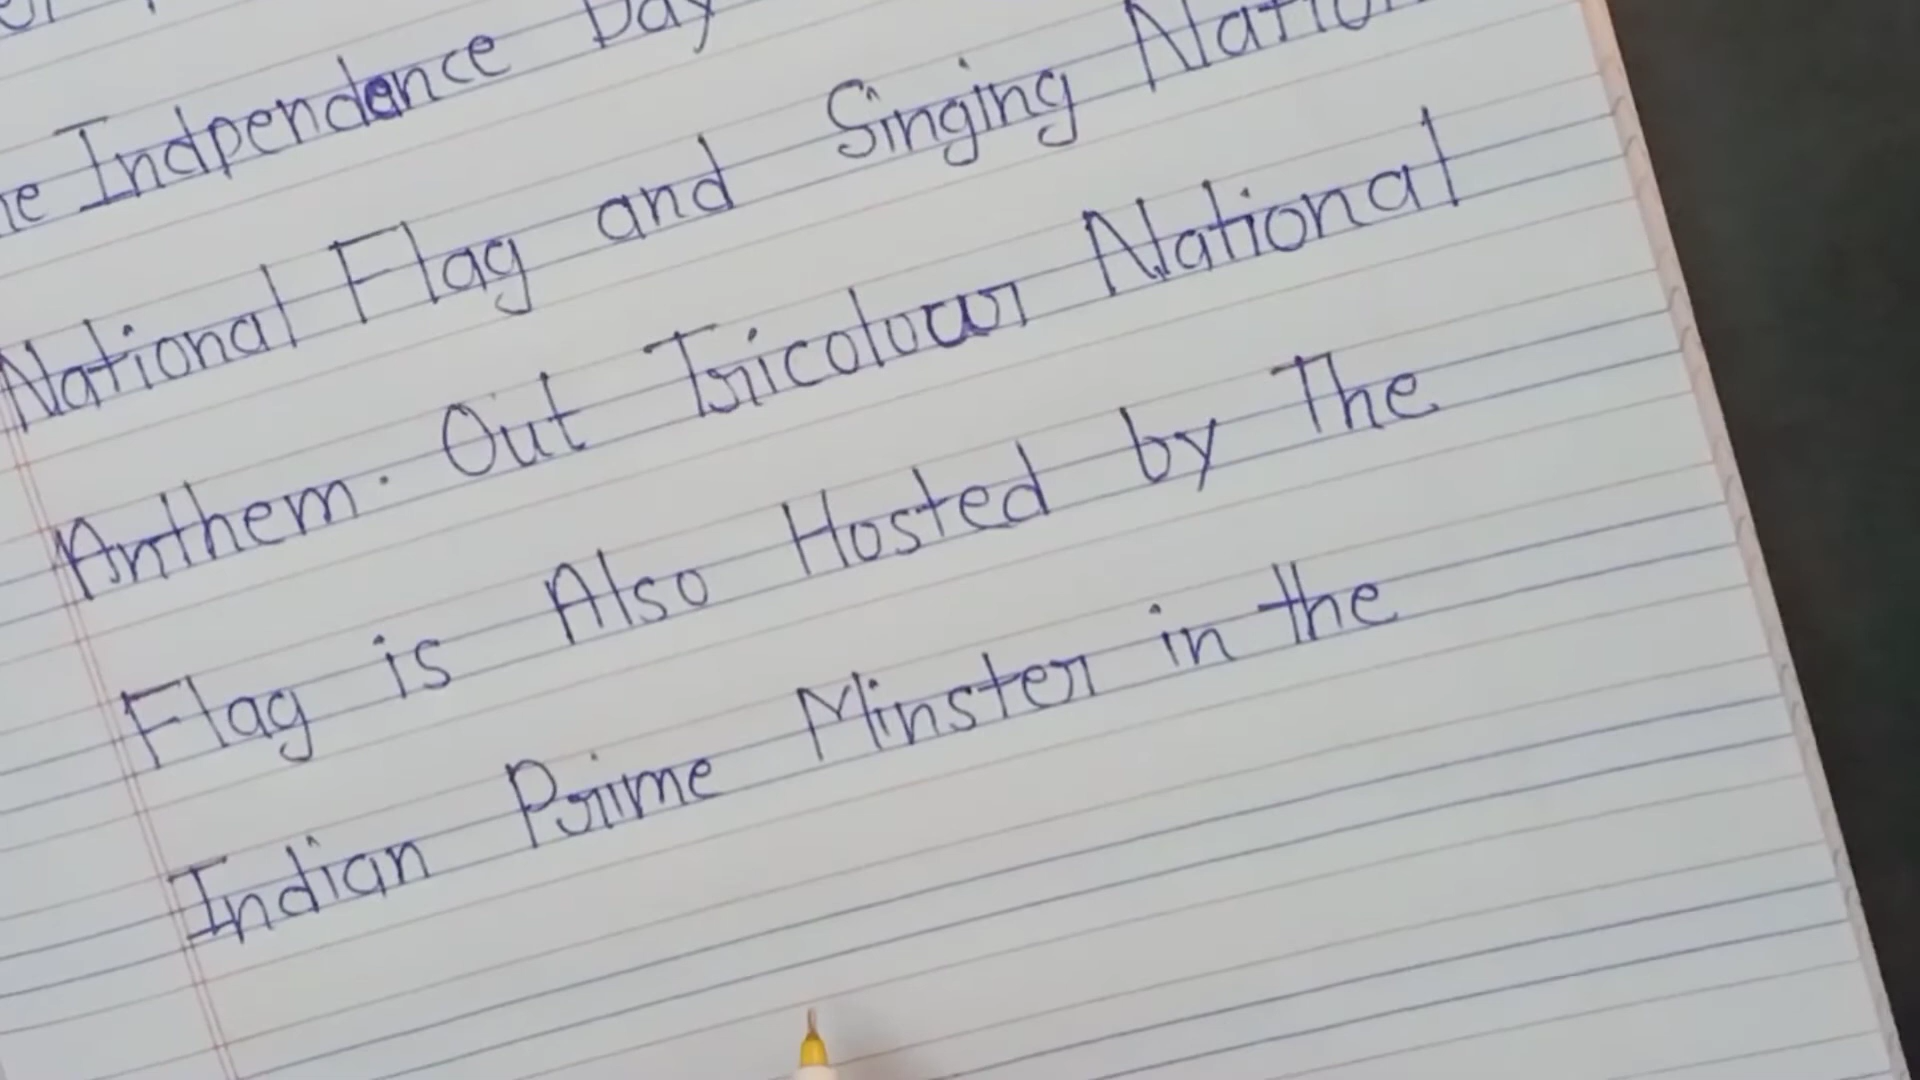 Indpendence Day
National Flag and Singing
Anthem. Out Tricolour National
Flag is Also Hosted by The
Indian Prime Minster in the